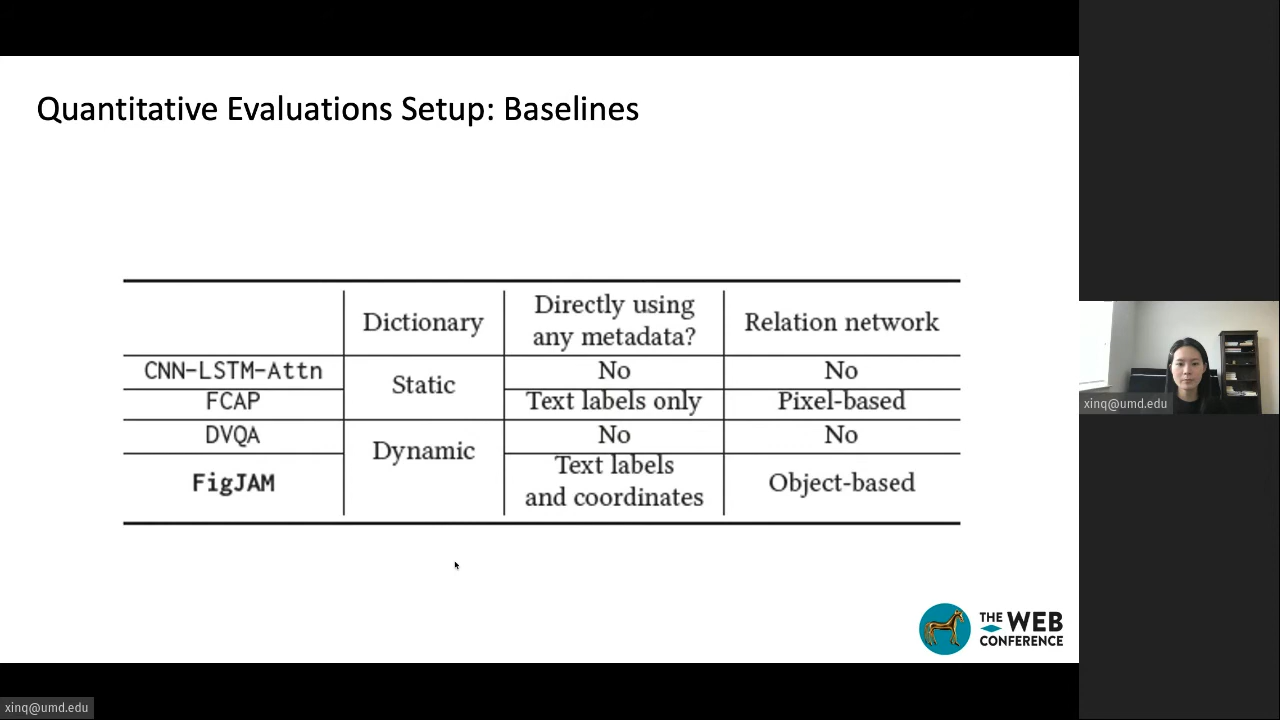 Quantitative Evaluations Setup: Baselines
Dictionary
Directly using
any metadata?
Relation network
CNN-LSTM-Attn
Static
No
No
FCAP
Text labels only
Pixel-based
DVQA
Dynamic
No
No
FigJAM
Text labels
and coordinates
Object-based
THE WEB
CONFERENCE
xinq@umd.edu
xinq@umd.edu